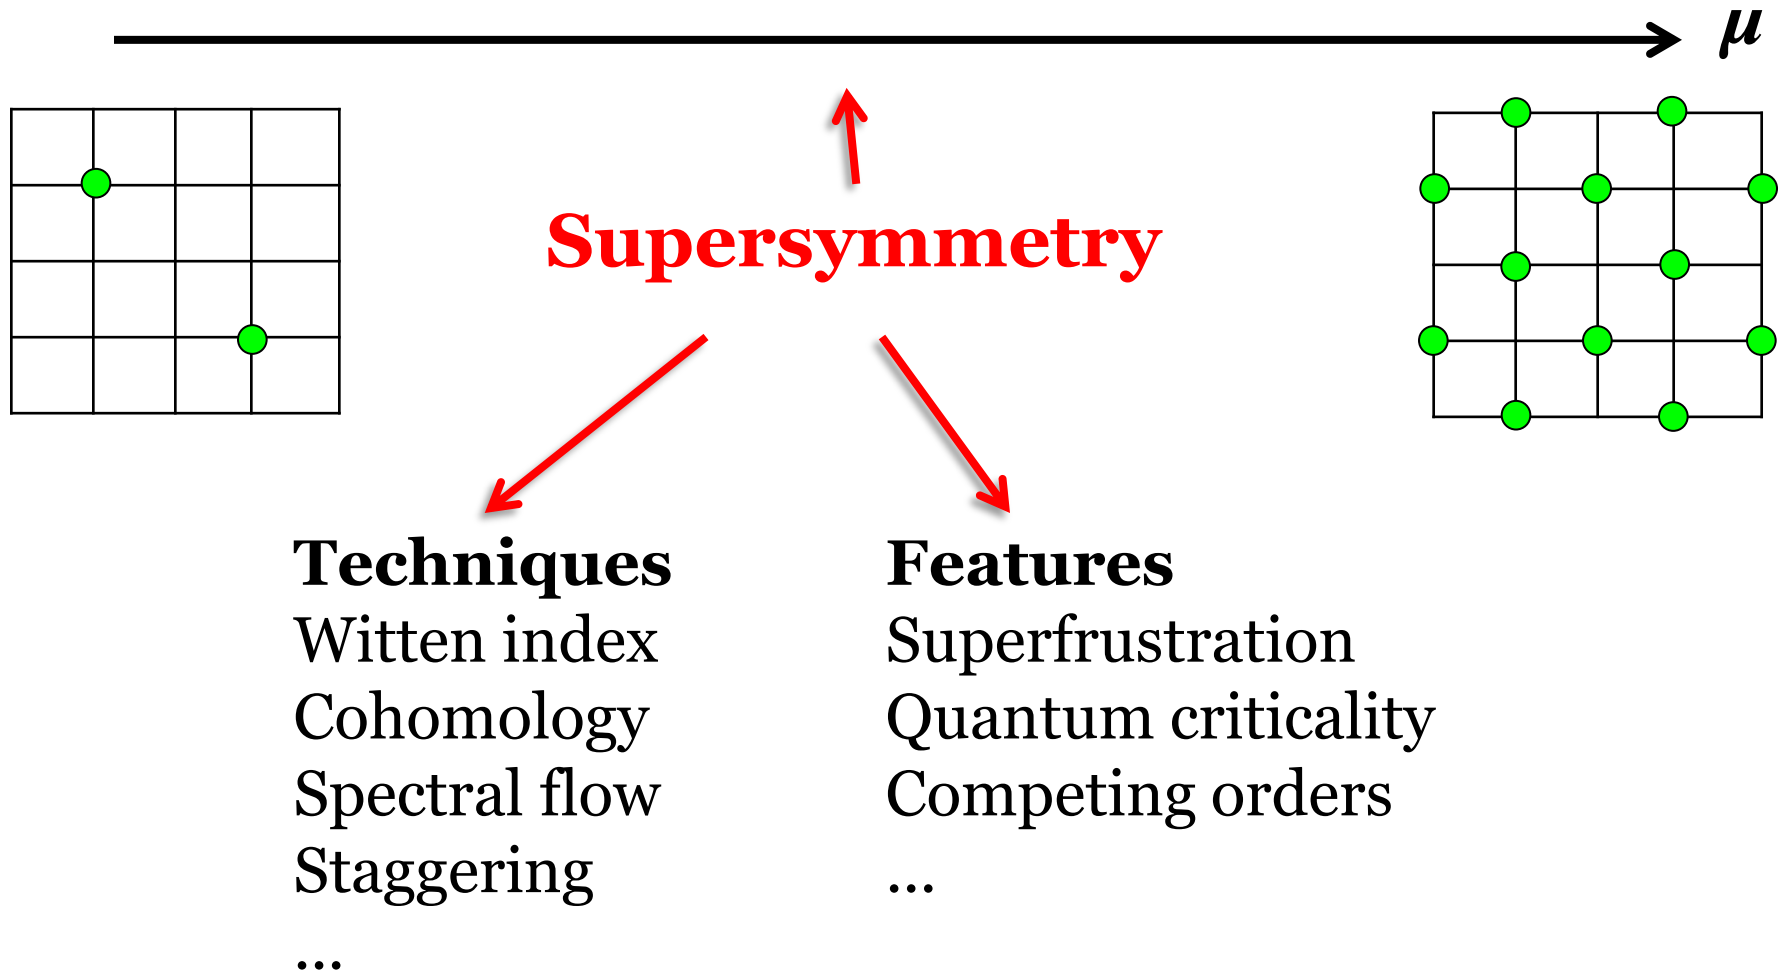 μ
Supersymmetry
Techniques
Witten index
Cohomology
Spectral flow
Staggering
...
Features
Superfrustration
Quantum criticality
Competing orders
...